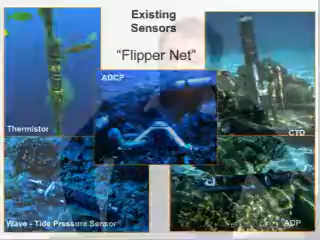 Existing
Sensors
“Flipper Net”
ADCP
Thermistor
CTD
Wave - Tide Pressure Sensor
ADP